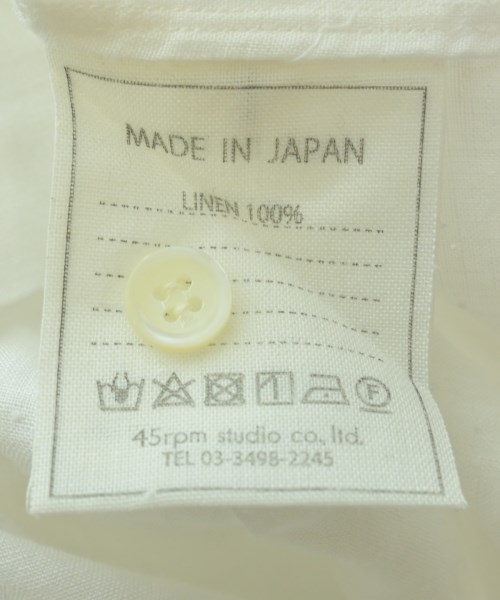 MADE IN JAPAN
LINEN 100%
F
45rpm studio co., ltd.
TEL 03-3498-2245